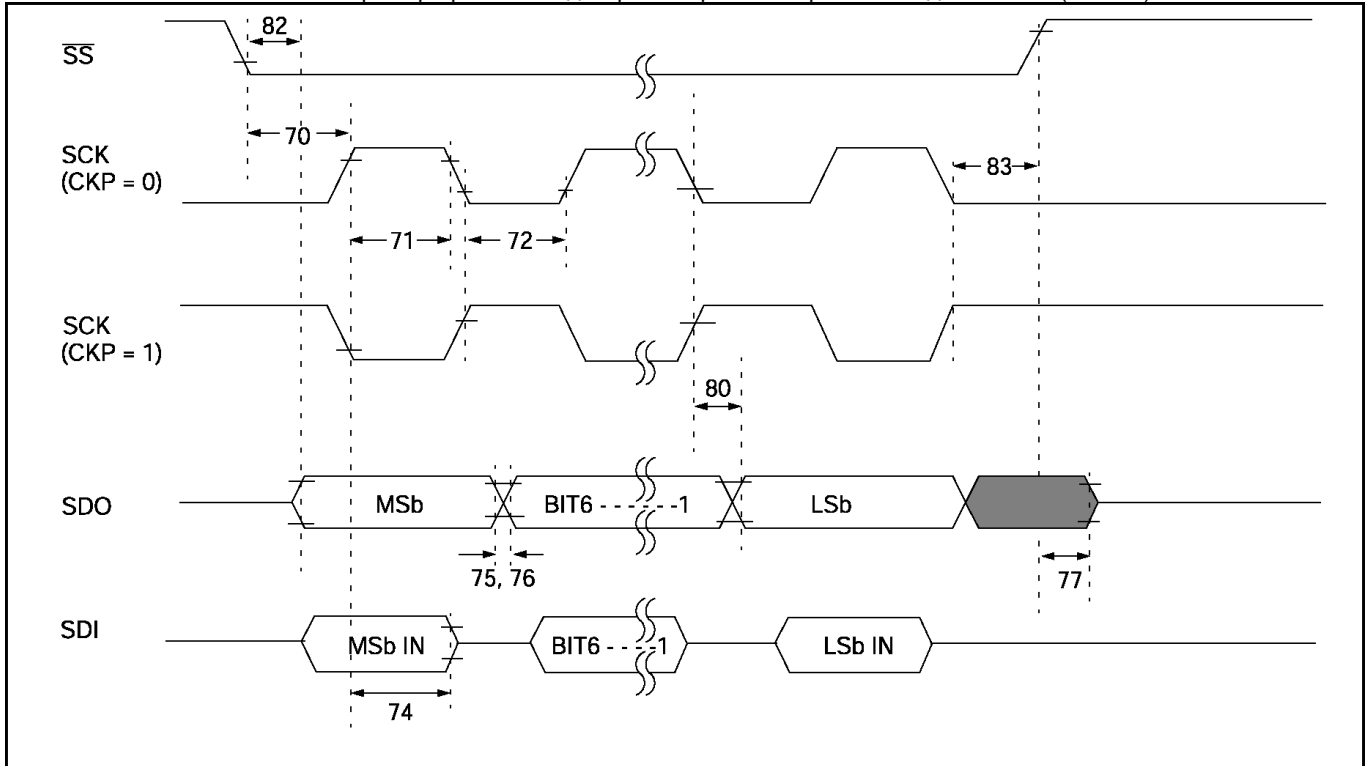 82
SS
70
SCK
(CKP = 0)
83
71
72
SCK
(CKP = 1)
80
SDO
MSb
BIT6 - - - - - -1
LSb
75, 76
77
SDI
MSb IN
BIT6 - - - -1
LSb IN
74